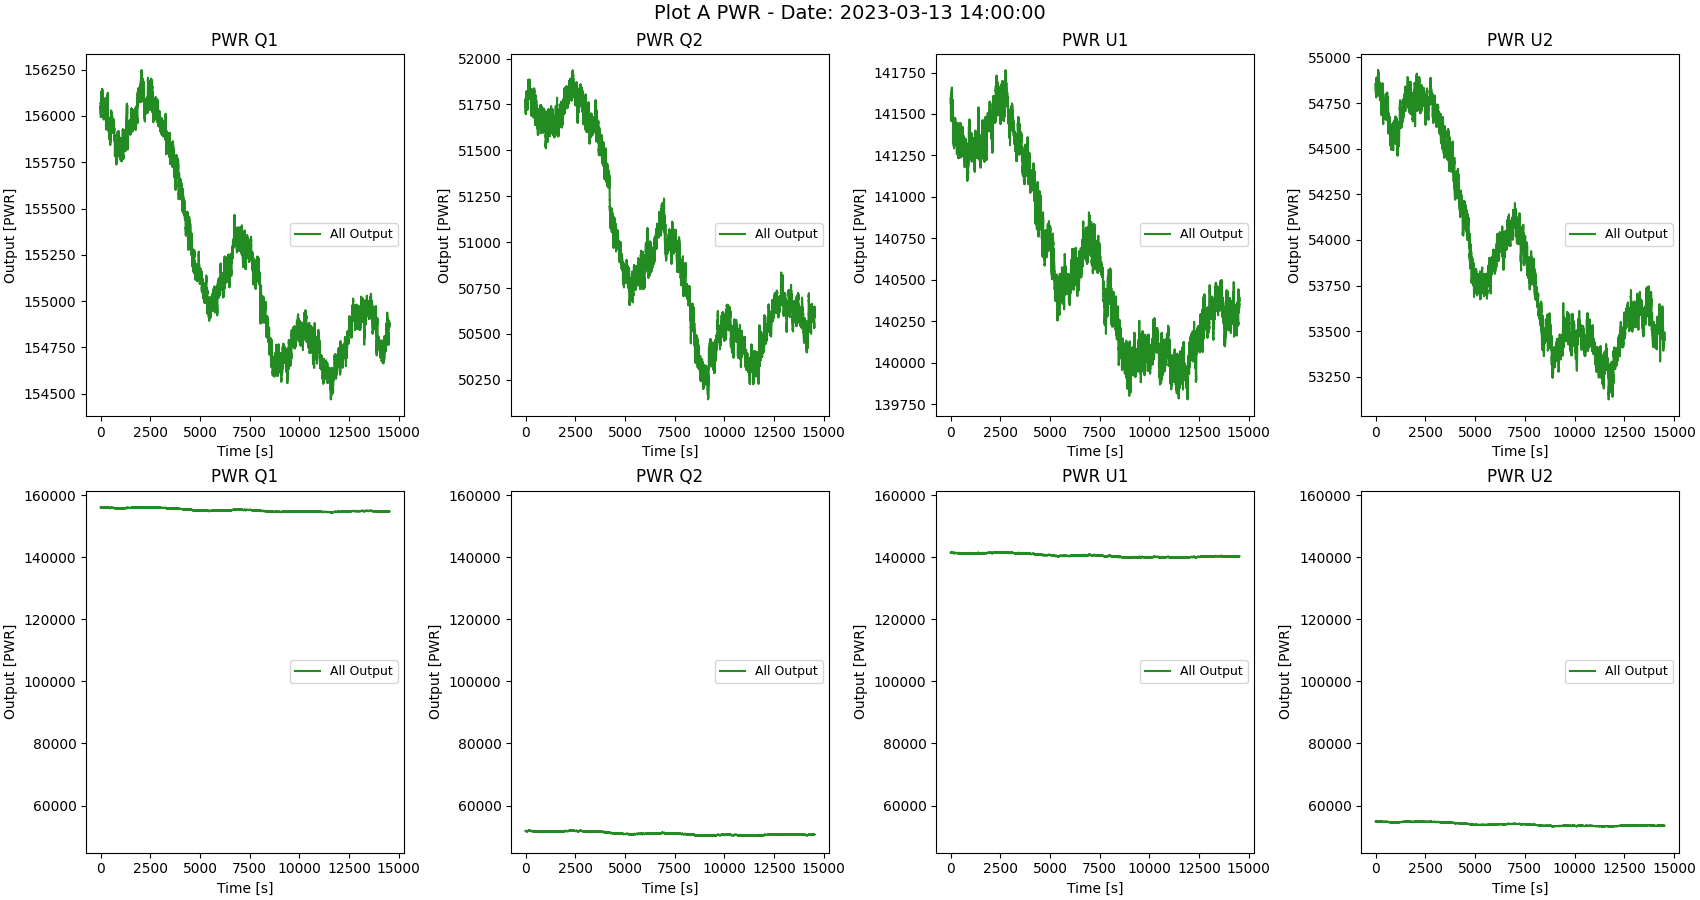 Plot A PWR - Date: 2023-03-13 14:00:00
PWR Q1
Output [PWR]
156250
156000
155750
155500
155250
155000
154750
154500
All Output
0 2500 5000 7500 10000 12500 15000
Time [s]
PWR Q2
Output [PWR]
52000
51750
51500
51250
51000
50750
50500
50250
All Output
0 2500 5000 7500 10000 12500 15000
Time [s]
PWR U1
Output [PWR]
141750
141500
141250
141000
140750
140500
140250
140000
139750
All Output
0 2500 5000 7500 10000 12500 15000
Time [s]
PWR U2
Output [PWR]
55000
54750
54500
54250
54000
53750
53500
53250
All Output
0 2500 5000 7500 10000 12500 15000
Time [s]
PWR Q1
Output [PWR]
160000
140000
120000
100000
80000
60000
All Output
0 2500 5000 7500 10000 12500 15000
Time [s]
PWR Q2
Output [PWR]
160000
140000
120000
100000
80000
60000
All Output
0 2500 5000 7500 10000 12500 15000
Time [s]
PWR U1
Output [PWR]
160000
140000
120000
100000
80000
60000
All Output
0 2500 5000 7500 10000 12500 15000
Time [s]
PWR U2
Output [PWR]
160000
140000
120000
100000
80000
60000
All Output
0 2500 5000 7500 10000 12500 15000
Time [s]